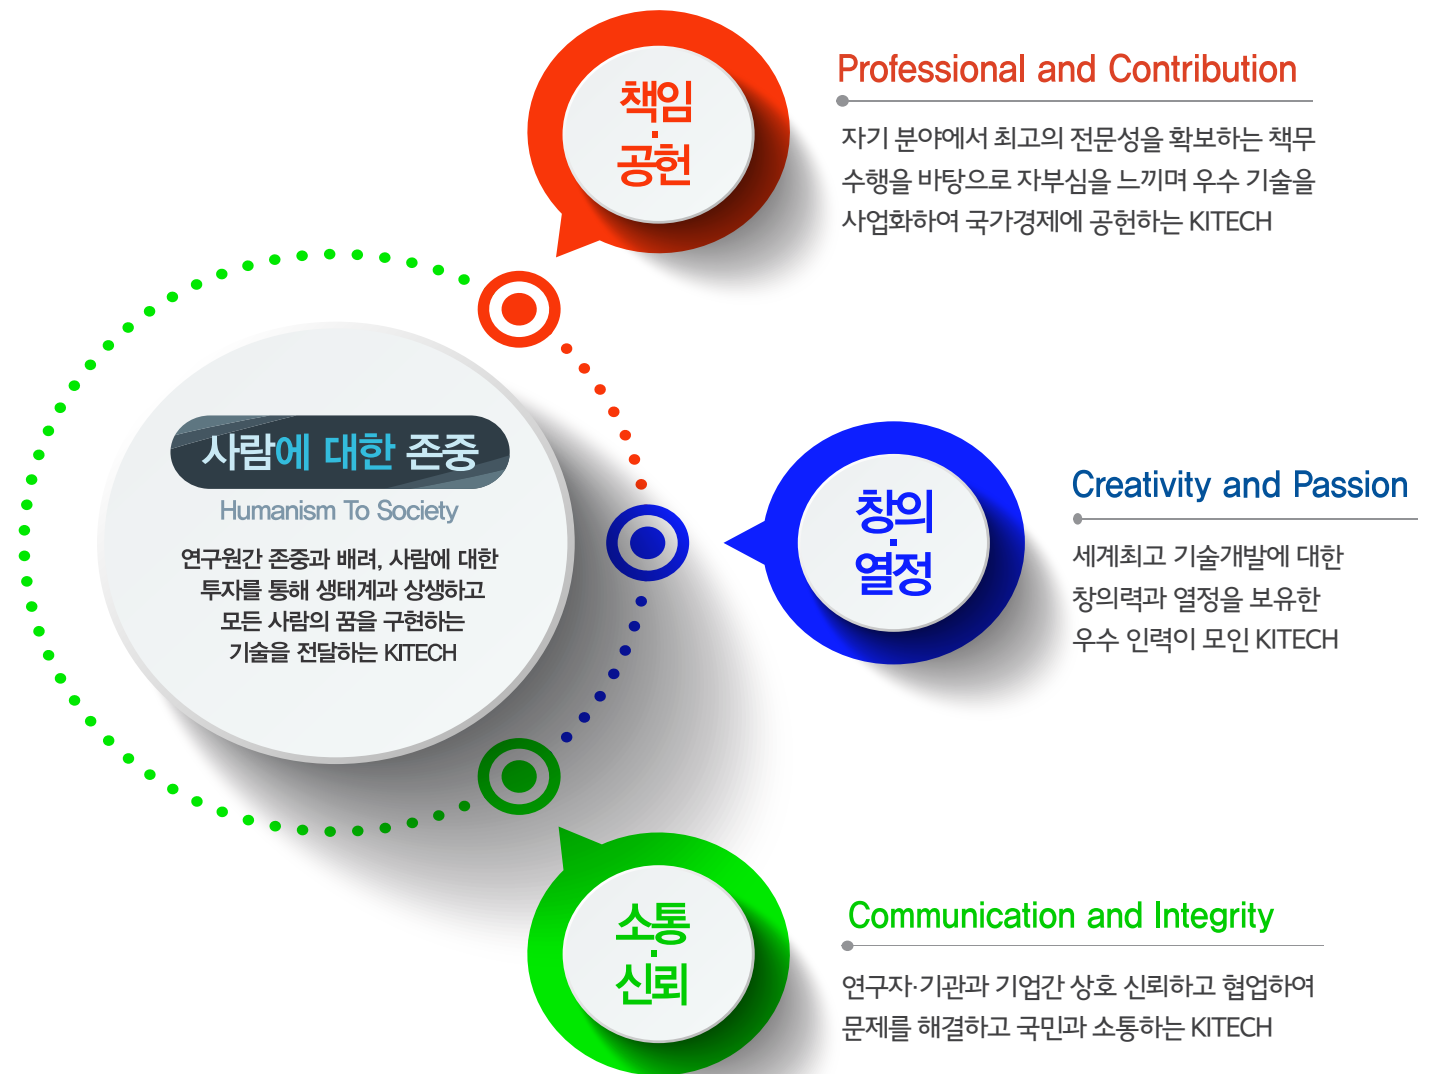 책임
·
공헌
Professional and Contribution
자기 분야에서 최고의 전문성을 확보하는 책무
수행을 바탕으로 자부심을 느끼며 우수 기술을
사업화하여 국가경제에 공헌하는 KITECH
사람에 대한 존중
Humanism To Society
연구원간 존중과 배려, 사람에 대한
투자를 통해 생태계과 상생하고
모든 사람의 꿈을 구현하는
기술을 전달하는 KITECH
창의
·
열정
Creativity and Passion
세계최고 기술개발에 대한
창의력과 열정을 보유한
우수 인력이 모인 KITECH
소통
·
신뢰
Communication and Integrity
연구자·기관과 기업간 상호 신뢰하고 협업하여
문제를 해결하고 국민과 소통하는 KITECH